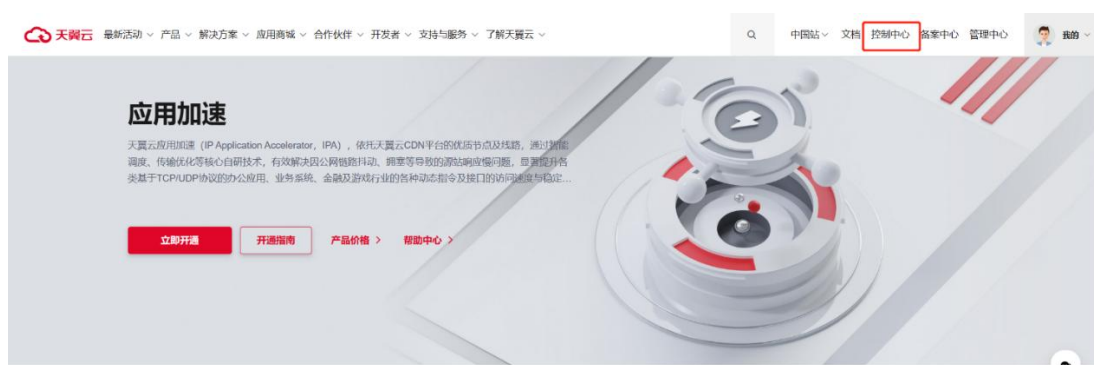 天翼云 最新活动 产品 解决方案 应用商城 合作伙伴 开发者 支持与服务 了解天翼云 中国站 文档 控制中心 备案中心 管理中心 我的
应用加速
天翼云应用加速（IP Application Accelerator，IPA），依托天翼云CDN平台的优质节点及线路，通过智能
调度、传输优化等核心自研技术，有效解决因公网链路抖动、拥塞等导致的源站响应慢问题，显著提升各
类基于TCP/UDP协议的办公应用、业务系统、金融及游戏行业的各种动态指令及接口的访问速度与稳定...
立即开通 开通指南 产品价格 > 帮助中心 >